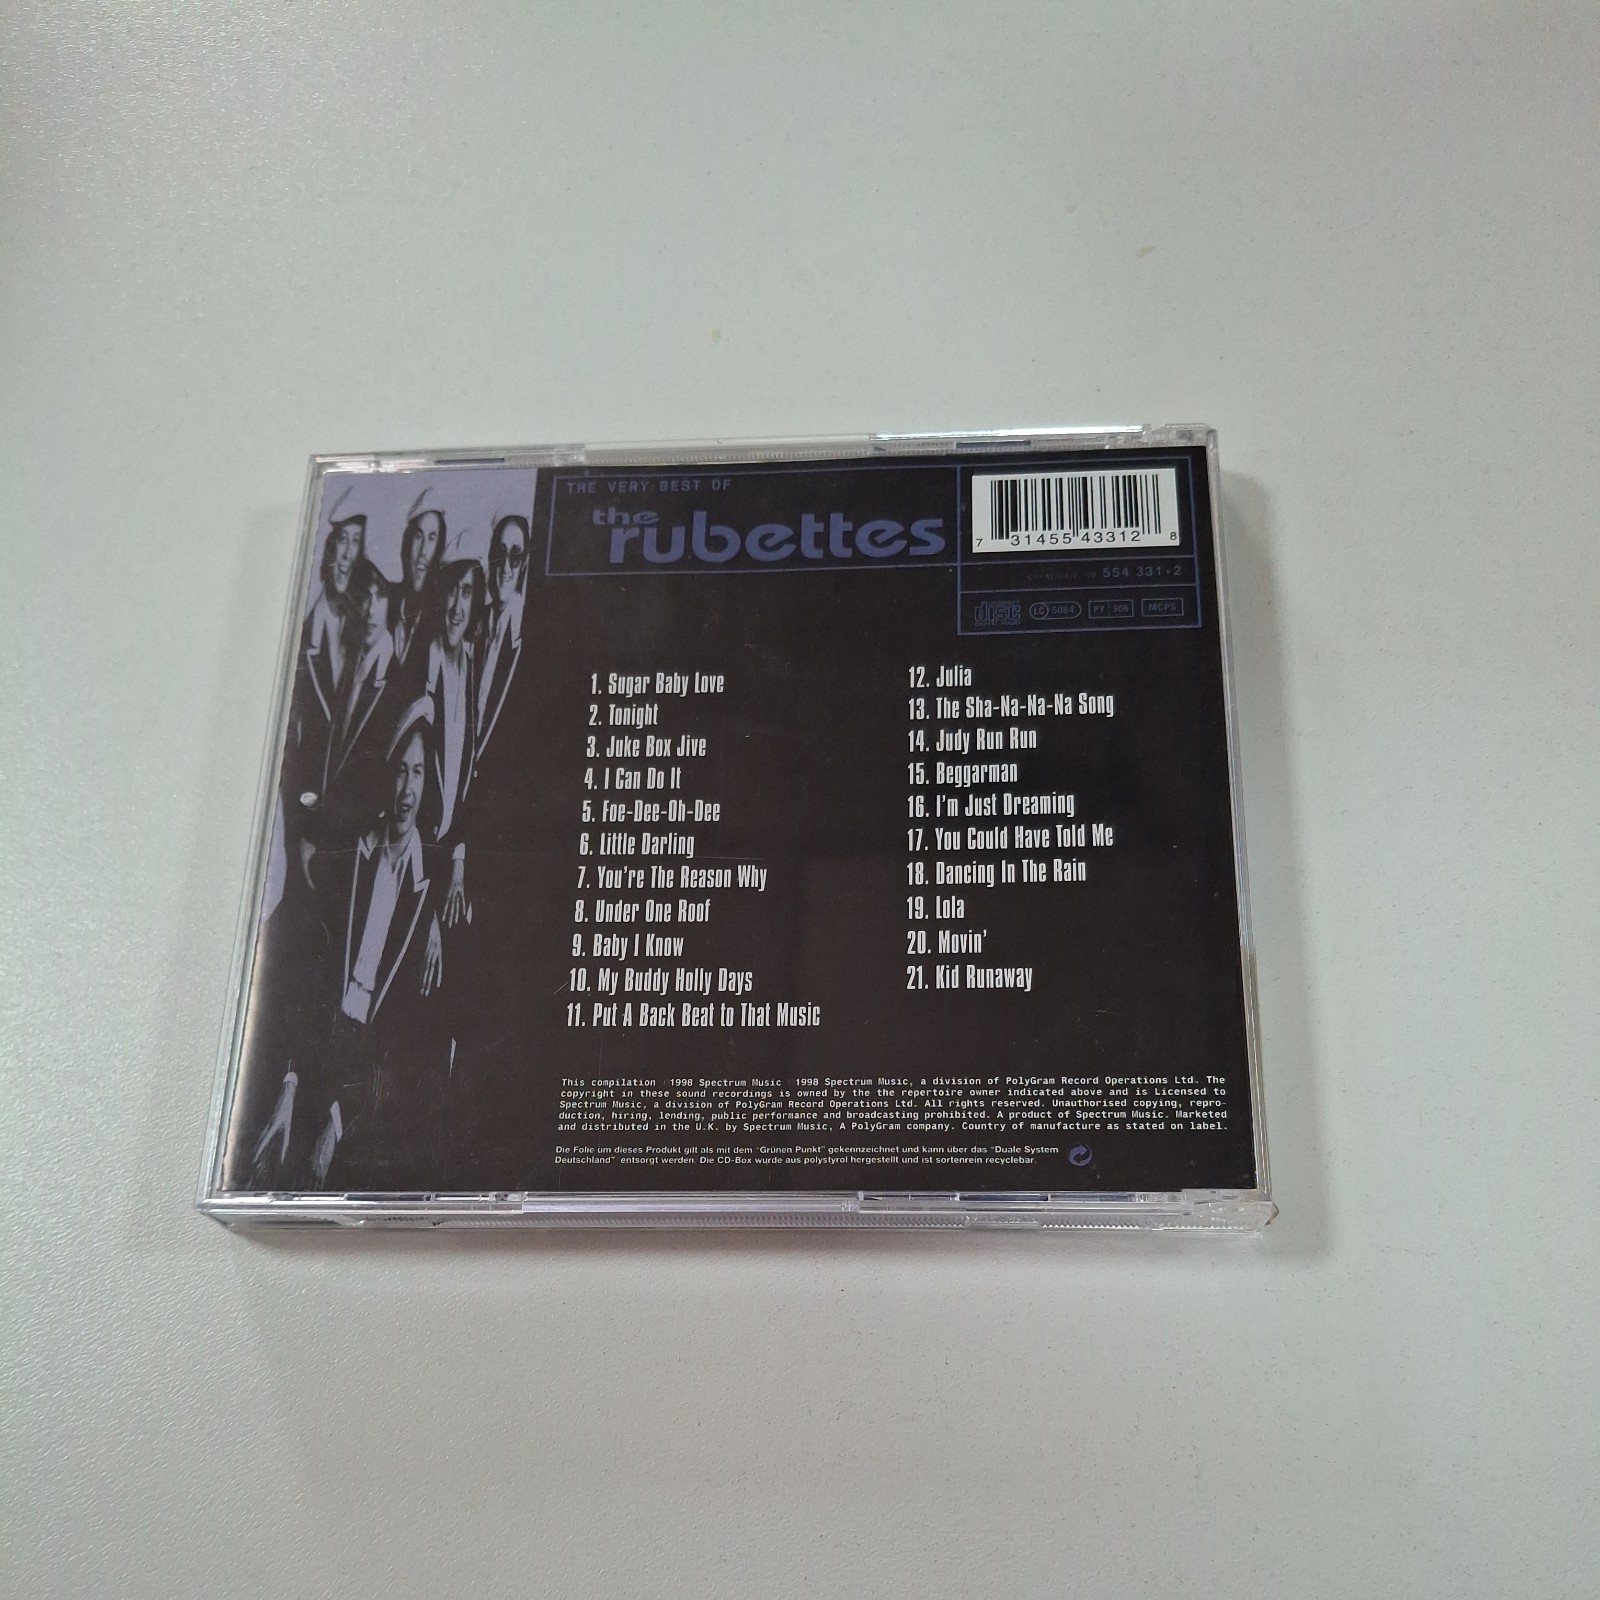 THE VERY BEST OF
the
rubettes
7 31455 43312 8
554 331-2
COMPACT
disc
DIGITAL AUDIO
LC 5064
PY 506
MCPS
1. Sugar Baby Love
2. Tonight
3. Juke Box Jive
4. I Can Do It
5. Foe-Dee-Oh-Dee
6. Little Darling
7. You're The Reason Why
8. Under One Roof
9. Baby I Know
10. My Buddy Holly Days
11. Put A Back Beat to That Music
12. Julia
13. The Sha-Na-Na-Na Song
14. Judy Run Run
15. Beggarman
16. I'm Just Dreaming
17. You Could Have Told Me
18. Dancing In The Rain
19. Lola
20. Movin'
21. Kid Runaway
This compilation 1998 Spectrum Music 1998 Spectrum Music, a division of PolyGram Record Operations Ltd. The
copyright in these sound recordings is owned by the the repertoire owner indicated above and is Licensed to
Spectrum Music, a division of PolyGram Record Operations Ltd. All rights reserved. Unauthorised copying, repro-
duction, hiring, lending, public performance and broadcasting prohibited. A product of Spectrum Music. Marketed
and distributed in the U.K. by Spectrum Music, A PolyGram company. Country of manufacture as stated on label.
Die Folie um dieses Produkt gilt als mit dem "Grünen Punkt" gekennzeichnet und kann über das "Duale System
Deutschland" entsorgt werden. Die CD-Box wurde aus polystyrol hergestellt und ist sortenrein recyclebar.